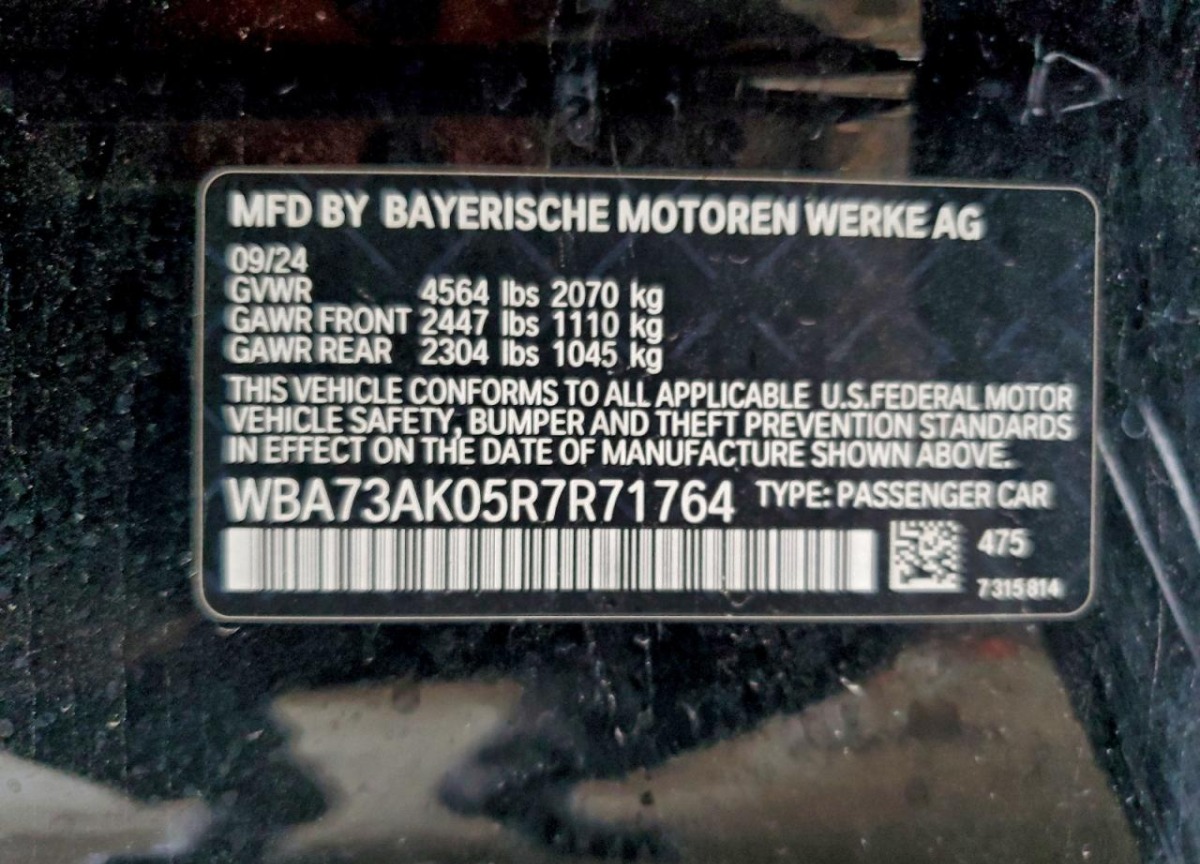 MFD BY BAYERISCHE MOTOREN WERKE AG
09/24
GVWR 4564 lbs 2070 kg
GAWR FRONT 2447 lbs 1110 kg
GAWR REAR 2304 lbs 1045 kg
THIS VEHICLE CONFORMS TO ALL APPLICABLE U.S.FEDERAL MOTOR
VEHICLE SAFETY, BUMPER AND THEFT PREVENTION STANDARDS
IN EFFECT ON THE DATE OF MANUFACTURE SHOWN ABOVE.
WBA73AK05R7R71764 TYPE: PASSENGER CAR
475
7315814